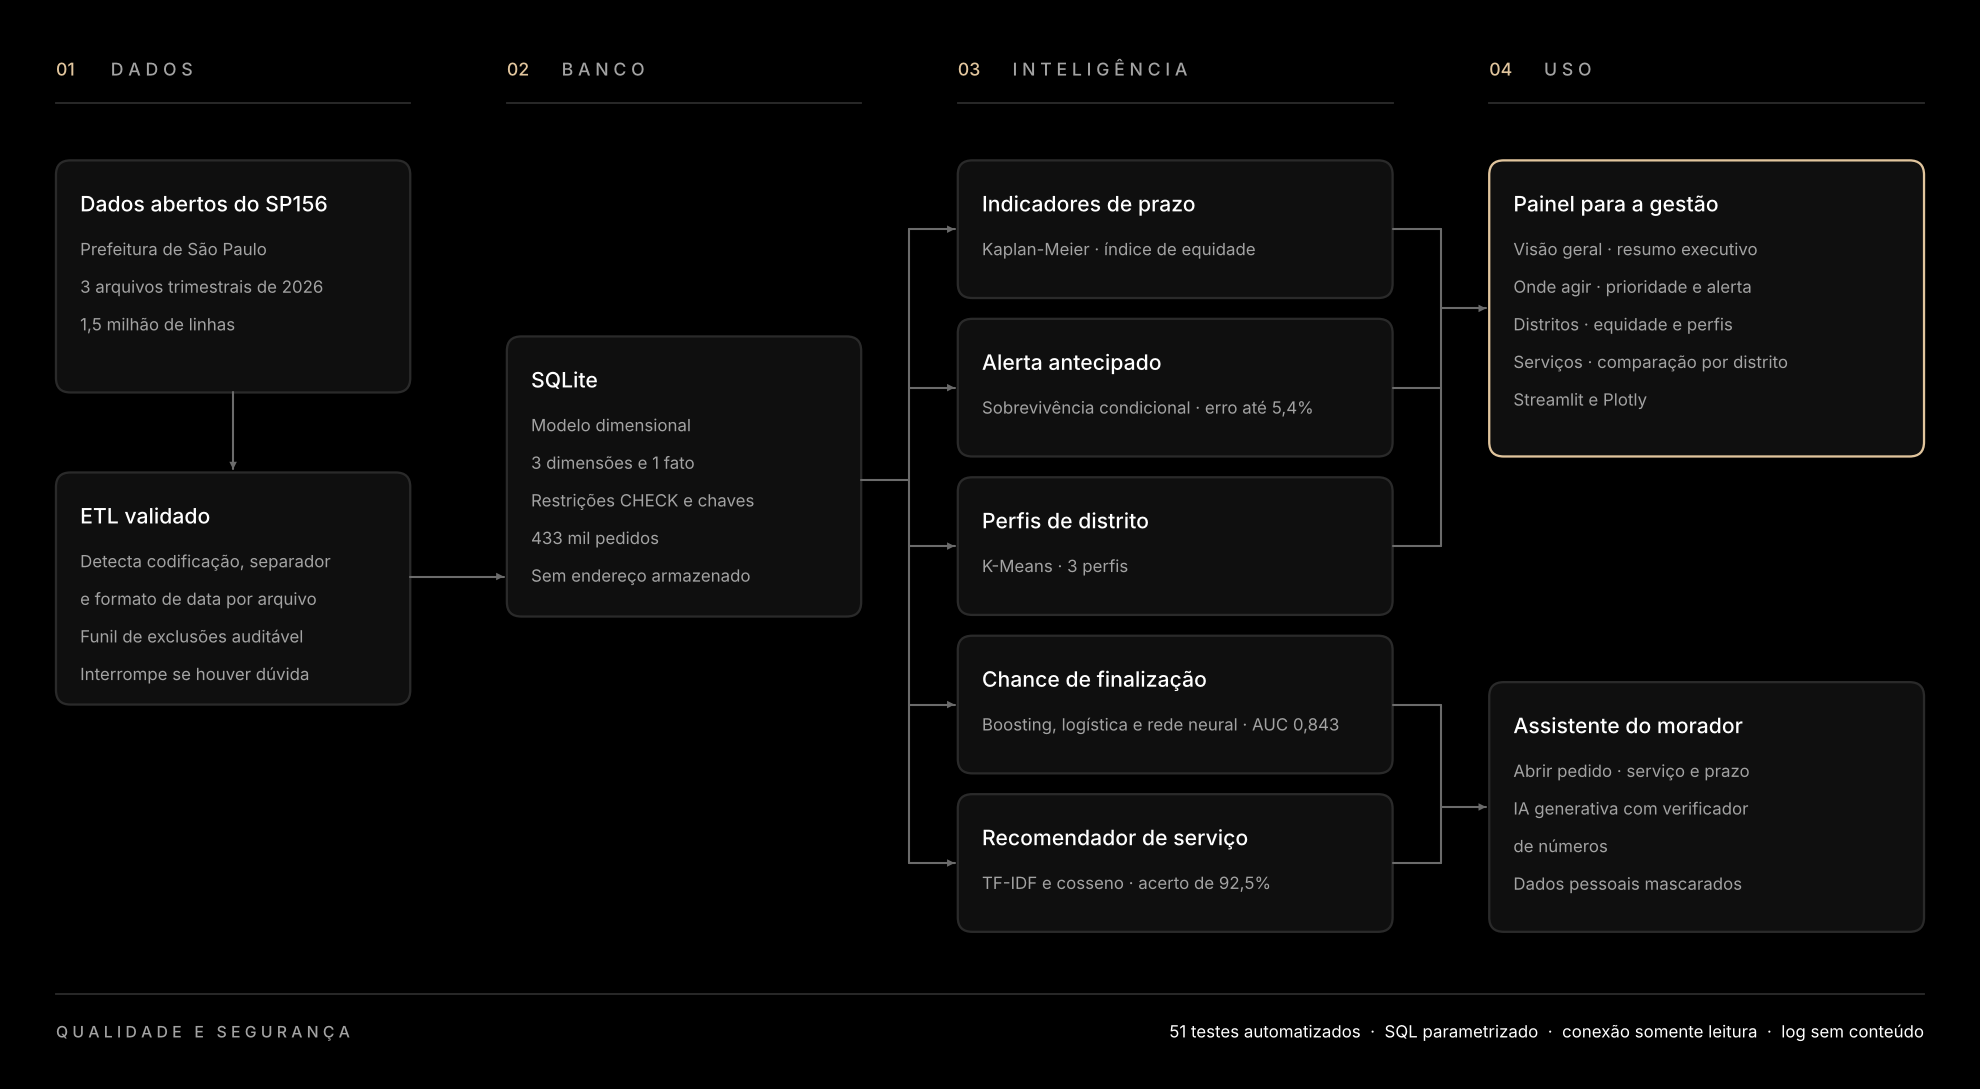 01 DADOS
02 BANCO
03 INTELIGÊNCIA
04 USO
Dados abertos do SP156
Prefeitura de São Paulo
3 arquivos trimestrais de 2026
1,5 milhão de linhas
ETL validado
Detecta codificação, separador
e formato de data por arquivo
Funil de exclusões auditável
Interrompe se houver dúvida
SQLite
Modelo dimensional
3 dimensões e 1 fato
Restrições CHECK e chaves
433 mil pedidos
Sem endereço armazenado
Indicadores de prazo
Kaplan-Meier · índice de equidade
Alerta antecipado
Sobrevivência condicional · erro até 5,4%
Perfis de distrito
K-Means · 3 perfis
Chance de finalização
Boosting, logística e rede neural · AUC 0,843
Recomendador de serviço
TF-IDF e cosseno · acerto de 92,5%
Painel para a gestão
Visão geral · resumo executivo
Onde agir · prioridade e alerta
Distritos · equidade e perfis
Serviços · comparação por distrito
Streamlit e Plotly
Assistente do morador
Abrir pedido · serviço e prazo
IA generativa com verificador
de números
Dados pessoais mascarados
QUALIDADE E SEGURANÇA
51 testes automatizados · SQL parametrizado · conexão somente leitura · log sem conteúdo